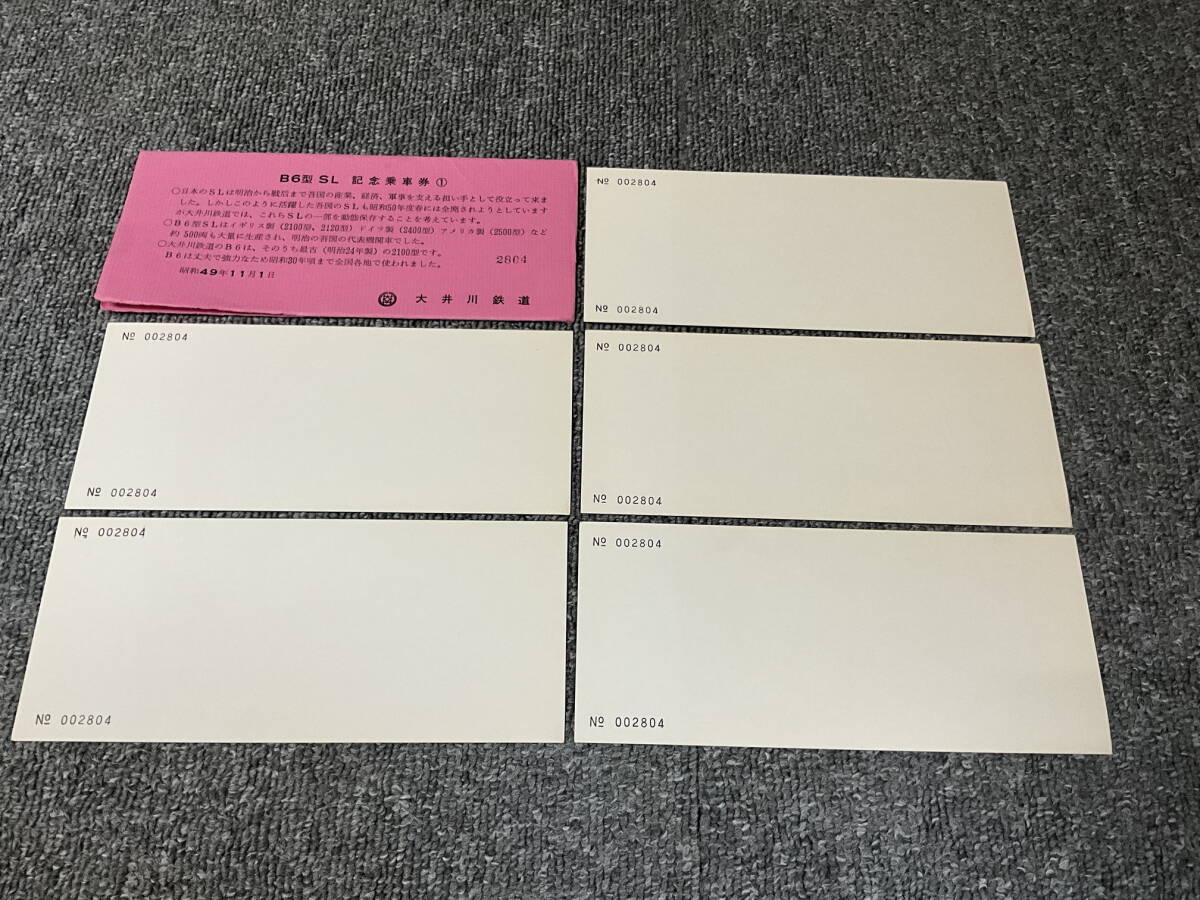 B6型SL 記念乗車券①
○日本のSLは明治から戦后まで吾国の産業、経済、軍事を支える担い手として役立って来ま
した。しかしこのように活躍した吾国のSLも昭和50年度春には全廃されようとしています
が大井川鉄道では、これらSLの一部を動態保存することを考えています。
○B6型SLはイギリス製(2100型、2120型)ドイツ製(2400型)アメリカ製(2500型)など
約500両も大量に生産され、明治の吾国の代表機関車でした。
○大井川鉄道のB6は、そのうち最古(明治24年製)の2100型です。
B6は丈夫で強力なため昭和30年頃まで全国各地で使われました。
2804
昭和49年11月1日
大井川鉄道
№ 002804
№ 002804
№ 002804
№ 002804
№ 002804
№ 002804
№ 002804
№ 002804
№ 002804
№ 002804